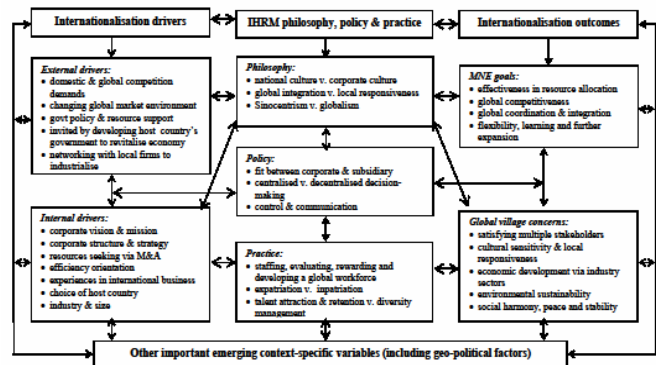 Internationalisation drivers
IHRM philosophy, policy & practice
Internationalisation outcomes
External drivers:
• domestic & global competition
demands
• changing global market environment
• govt policy & resource support
• invited by developing host country's
government to revitalise economy
• networking with local firms to
industrialise
Philosophy:
• national culture v. corporate culture
• global integration v. local responsiveness
• Sinocentrism v. globalism
MNE goals:
• effectiveness in resource allocation
• global competitiveness
• global coordination & integration
• flexibility, learning and further
expansion
Policy:
• fit between corporate & subsidiary
• centralised v. decentralised decision-
making
• control & communication
Internal drivers:
• corporate vision & mission
• corporate structure & strategy
• resources seeking via M&A
• efficiency orientation
• experiences in international business
• choice of host country
• industry & size
Practice:
• staffing, evaluating, rewarding and
developing a global workforce
• expatriation v. inpatriation
• talent attraction & retention v. diversity
management
Global village concerns:
• satisfying multiple stakeholders
• cultural sensitivity & local
responsiveness
• economic development via industry
sectors
• environmental sustainability
• social harmony, peace and stability
Other important emerging context-specific variables (including geo-political factors)